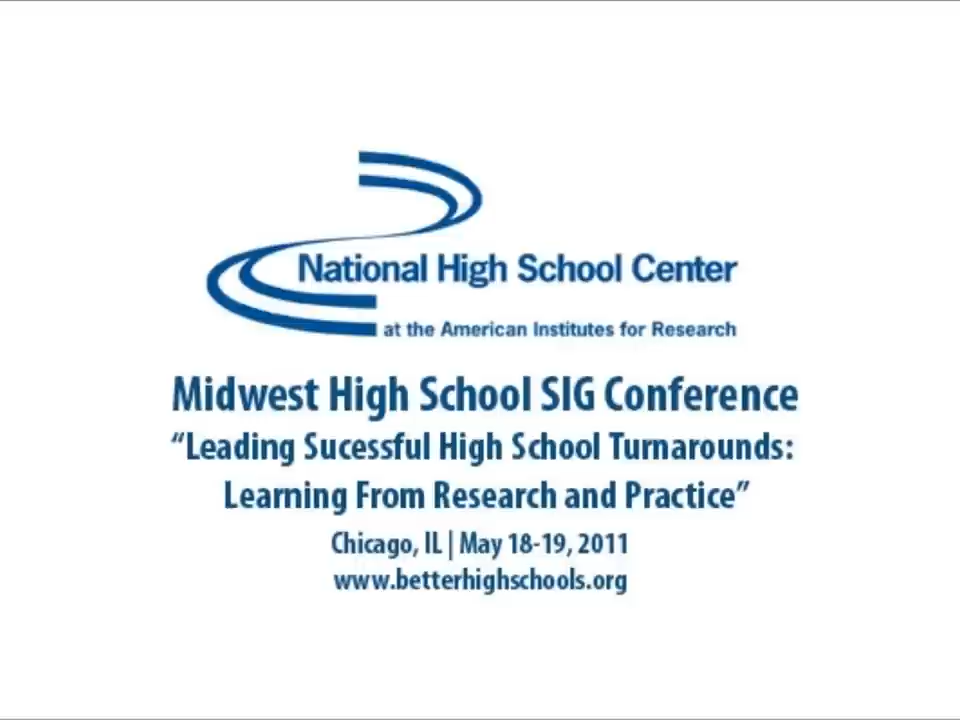 National High School Center
at the American Institutes for Research
Midwest High School SIG Conference
“Leading Sucessful High School Turnarounds:
Learning From Research and Practice”
Chicago, IL | May 18-19, 2011
www.betterhighschools.org